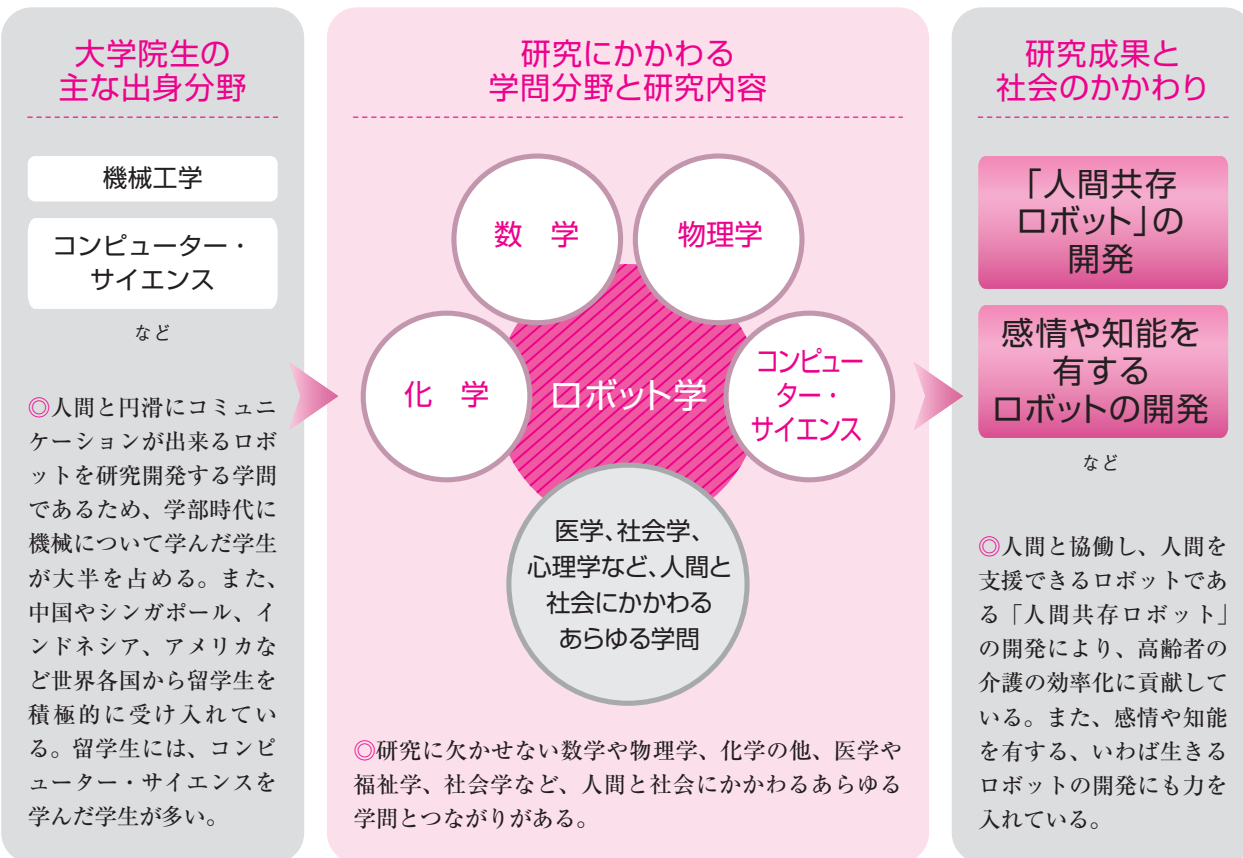 大学院生の
主な出身分野
機械工学
コンピューター・
サイエンス
など
◎人間と円滑にコミュニ
ケーションが出来るロボ
ットを研究開発する学問
であるため、学部時代に
機械について学んだ学生
が大半を占める。また、
中国やシンガポール、イ
ンドネシア、アメリカな
ど世界各国から留学生を
積極的に受け入れてい
る。留学生には、コンピ
ューター・サイエンスを
学んだ学生が多い。
研究にかかわる
学問分野と研究内容
数　学
物理学
化　学
ロボット学
コンピュー
ター・
サイエンス
医学、社会学、
心理学など、人間と
社会にかかわる
あらゆる学問
◎研究に欠かせない数学や物理学、化学の他、医学や
福祉学、社会学など、人間と社会にかかわるあらゆる
学問とつながりがある。
研究成果と
社会のかかわり
「人間共存
ロボット」の
開発
感情や知能を
有する
ロボットの開発
など
◎人間と協働し、人間を
支援できるロボットであ
る「人間共存ロボット」
の開発により、高齢者の
介護の効率化に貢献して
いる。また、感情や知能
を有する、いわば生きる
ロボットの開発にも力を
入れている。